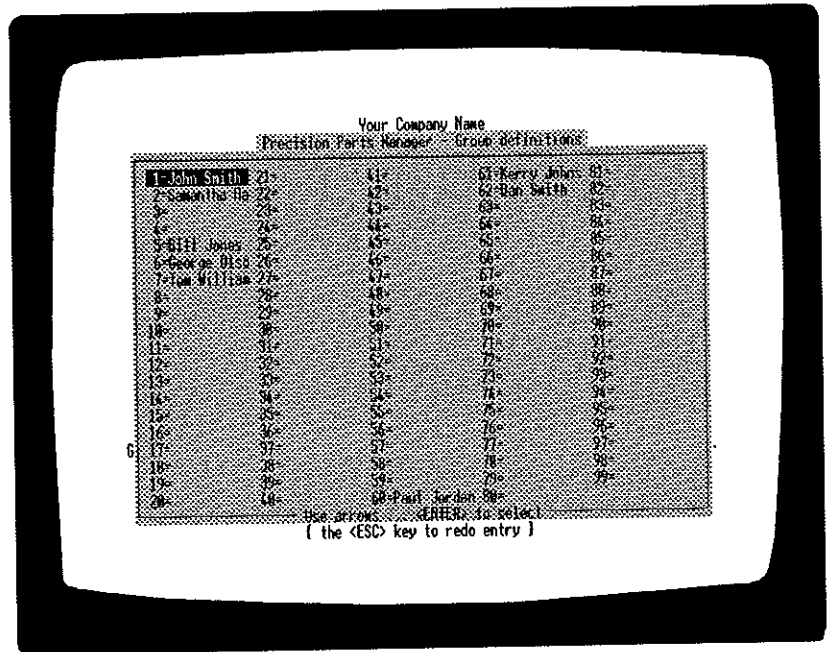 Your Company Name
Precision Parts Manager - Group definitions
1=John Smith 21= 41= 61=Kerry Johns 81=
2=Samantha Ha 22= 42= 62=Dan Smith 82=
3= 23= 43= 63= 83=
4= 24= 44= 64= 84=
5=Bill Jones 25= 45= 65= 85=
6=George Olso 26= 46= 66= 86=
7=Tom William 27= 47= 67= 87=
8= 28= 48= 68= 88=
9= 29= 49= 69= 89=
10= 30= 50= 70= 90=
11= 31= 51= 71= 91=
12= 32= 52= 72= 92=
13= 33= 53= 73= 93=
14= 34= 54= 74= 94=
15= 35= 55= 75= 95=
16= 36= 56= 76= 96=
G 17= 37= 57= 77= 97=
18= 38= 58= 78= 98=
19= 39= 59= 79= 99=
20= 40= 60=Paul Jordan 80=
Use arrows... <ENTER> to select
[ the <ESC> key to redo entry ]